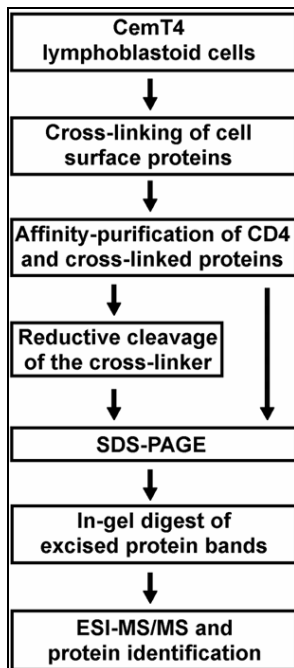 CemT4
lymphoblastoid cells
Cross-linking of cell
surface proteins
Affinity-purification of CD4
and cross-linked proteins
Reductive cleavage
of the cross-linker
SDS-PAGE
In-gel digest of
excised protein bands
ESI-MS/MS and
protein identification